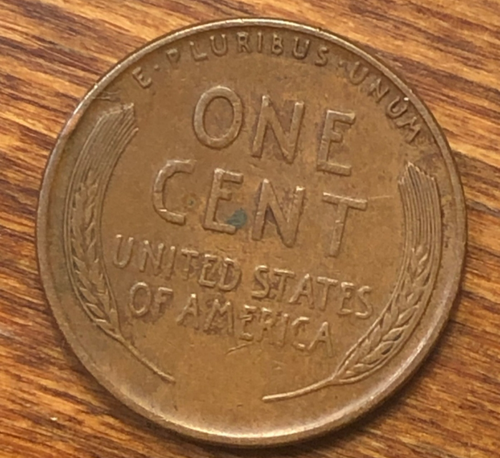 E·PLURIBUS·UNUM
ONE
CENT
UNITED STATES
OF AMERICA